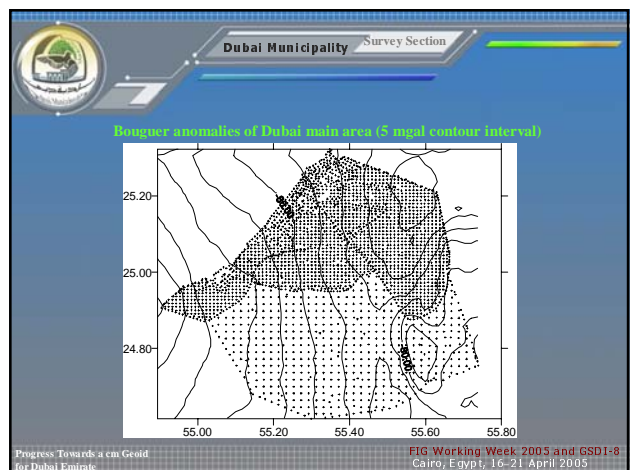 Dubai Municipality
Survey Section
Bouguer anomalies of Dubai main area (5 mgal contour interval)
25.20
25.00
24.80
55.00 55.20 55.40 55.60 55.80
Progress Towards a cm Geoid
for Dubai Emirate
FIG Working Week 2005 and GSDI-8
Cairo, Egypt, 16-21 April 2005